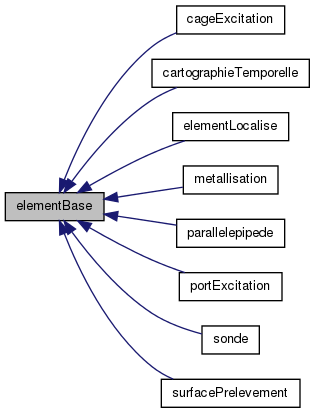 cageExcitation
cartographieTemporelle
elementLocalise
metallisation
elementBase
parallelepipede
portExcitation
sonde
surfacePrelevement